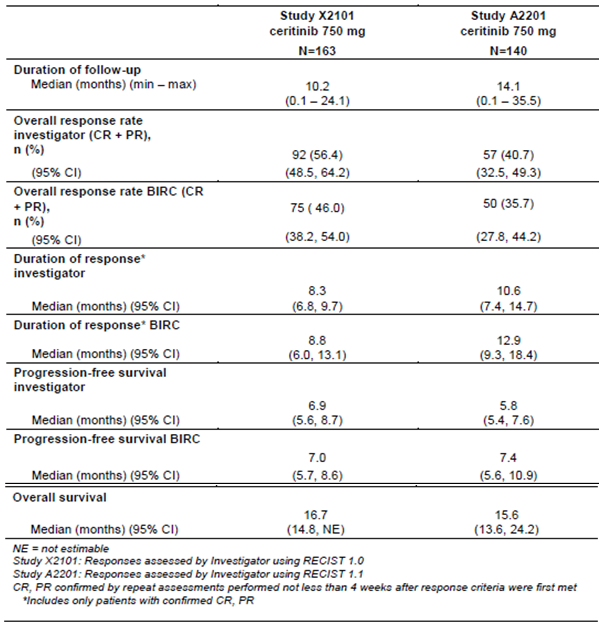 Study X2101 Study A2201
ceritinib 750 mg ceritinib 750 mg
N=163 N=140
Duration of follow-up
Median (months) (min – max) 10.2 14.1
(0.1 – 24.1) (0.1 – 35.5)
Overall response rate
investigator (CR + PR),
n (%) 92 (56.4) 57 (40.7)
(95% CI) (48.5, 64.2) (32.5, 49.3)
Overall response rate BIRC (CR
+ PR), 75 ( 46.0) 50 (35.7)
n (%)
(95% CI) (38.2, 54.0) (27.8, 44.2)
Duration of response*
investigator
8.3 10.6
Median (months) (95% CI) (6.8, 9.7) (7.4, 14.7)
Duration of response* BIRC
8.8 12.9
Median (months) (95% CI) (6.0, 13.1) (9.3, 18.4)
Progression-free survival
investigator
6.9 5.8
Median (months) (95% CI) (5.6, 8.7) (5.4, 7.6)
Progression-free survival BIRC
7.0 7.4
Median (months) (95% CI) (5.7, 8.6) (5.6, 10.9)
Overall survival
16.7 15.6
Median (months) (95% CI) (14.8, NE) (13.6, 24.2)
NE = not estimable
Study X2101: Responses assessed by Investigator using RECIST 1.0
Study A2201: Responses assessed by Investigator using RECIST 1.1
CR, PR confirmed by repeat assessments performed not less than 4 weeks after response criteria were first met
*Includes only patients with confirmed CR, PR